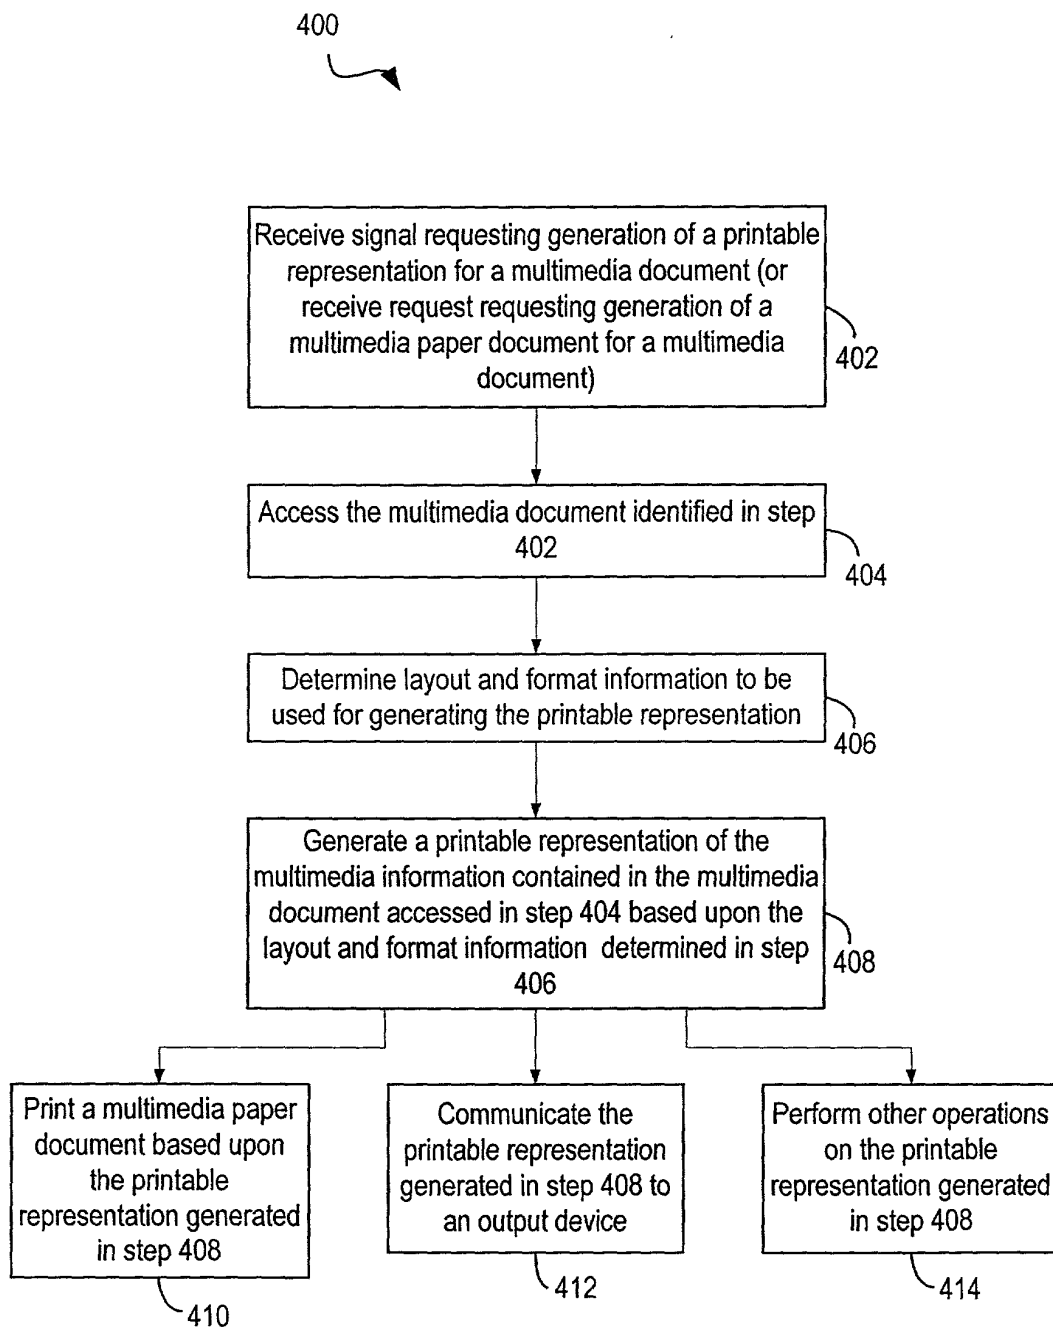 400
Receive signal requesting generation of a printable
representation for a multimedia document (or
receive request requesting generation of a
multimedia paper document for a multimedia
document)
402
Access the multimedia document identified in step
402
404
Determine layout and format information to be
used for generating the printable representation
406
Generate a printable representation of the
multimedia information contained in the multimedia
document accessed in step 404 based upon the
layout and format information determined in step
406
408
Print a multimedia paper
document based upon
the printable
representation generated
in step 408
410
Communicate the
printable representation
generated in step 408 to
an output device
412
Perform other operations
on the printable
representation generated
in step 408
414